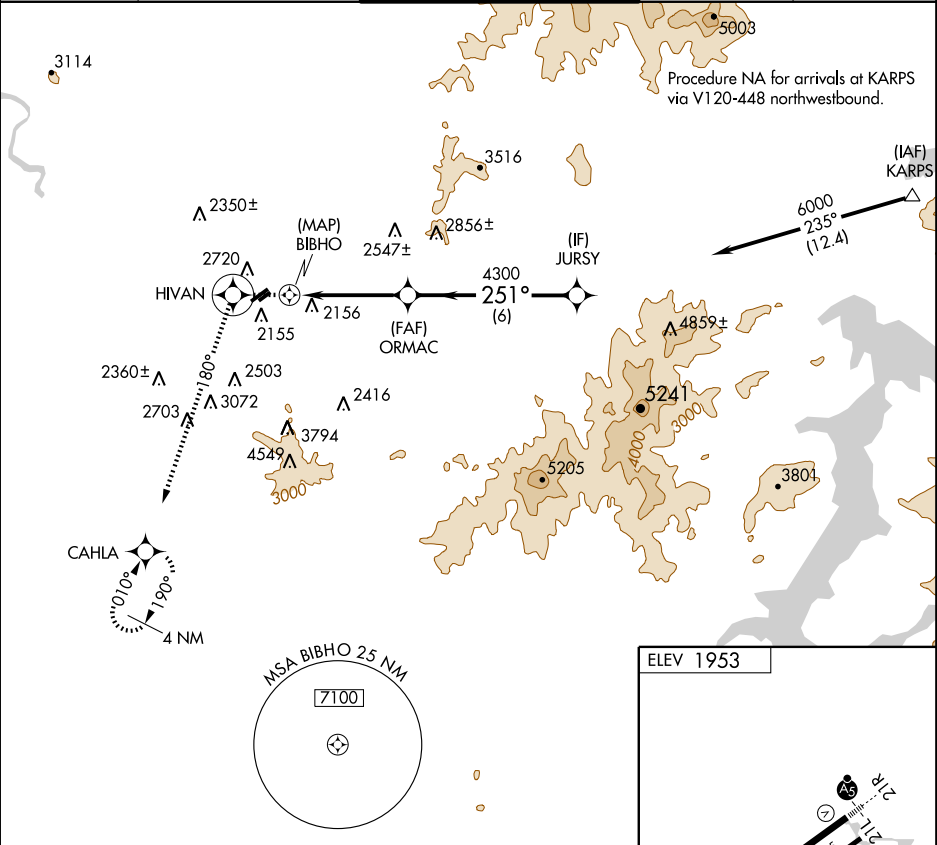 5003
3114
Procedure NA for arrivals at KARPS
via V120-448 northwestbound.
3516
(IAF)
KARPS
6000
235°
(12.4)
2350±
(MAP)
BIBHO
2547±
2856±
(IF)
JURSY
2720
HIVAN
4300
251°
(6)
2156
2155
(FAF)
ORMAC
4859±
180°
2360±
2503
3072
2703
2416
3794
4549
3000
5241
3000
4000
5205
3801
CAHLA
010°
190°
4 NM
MSA BIBHO 25 NM
7100
ELEV 1953
A5
21R
V
21L